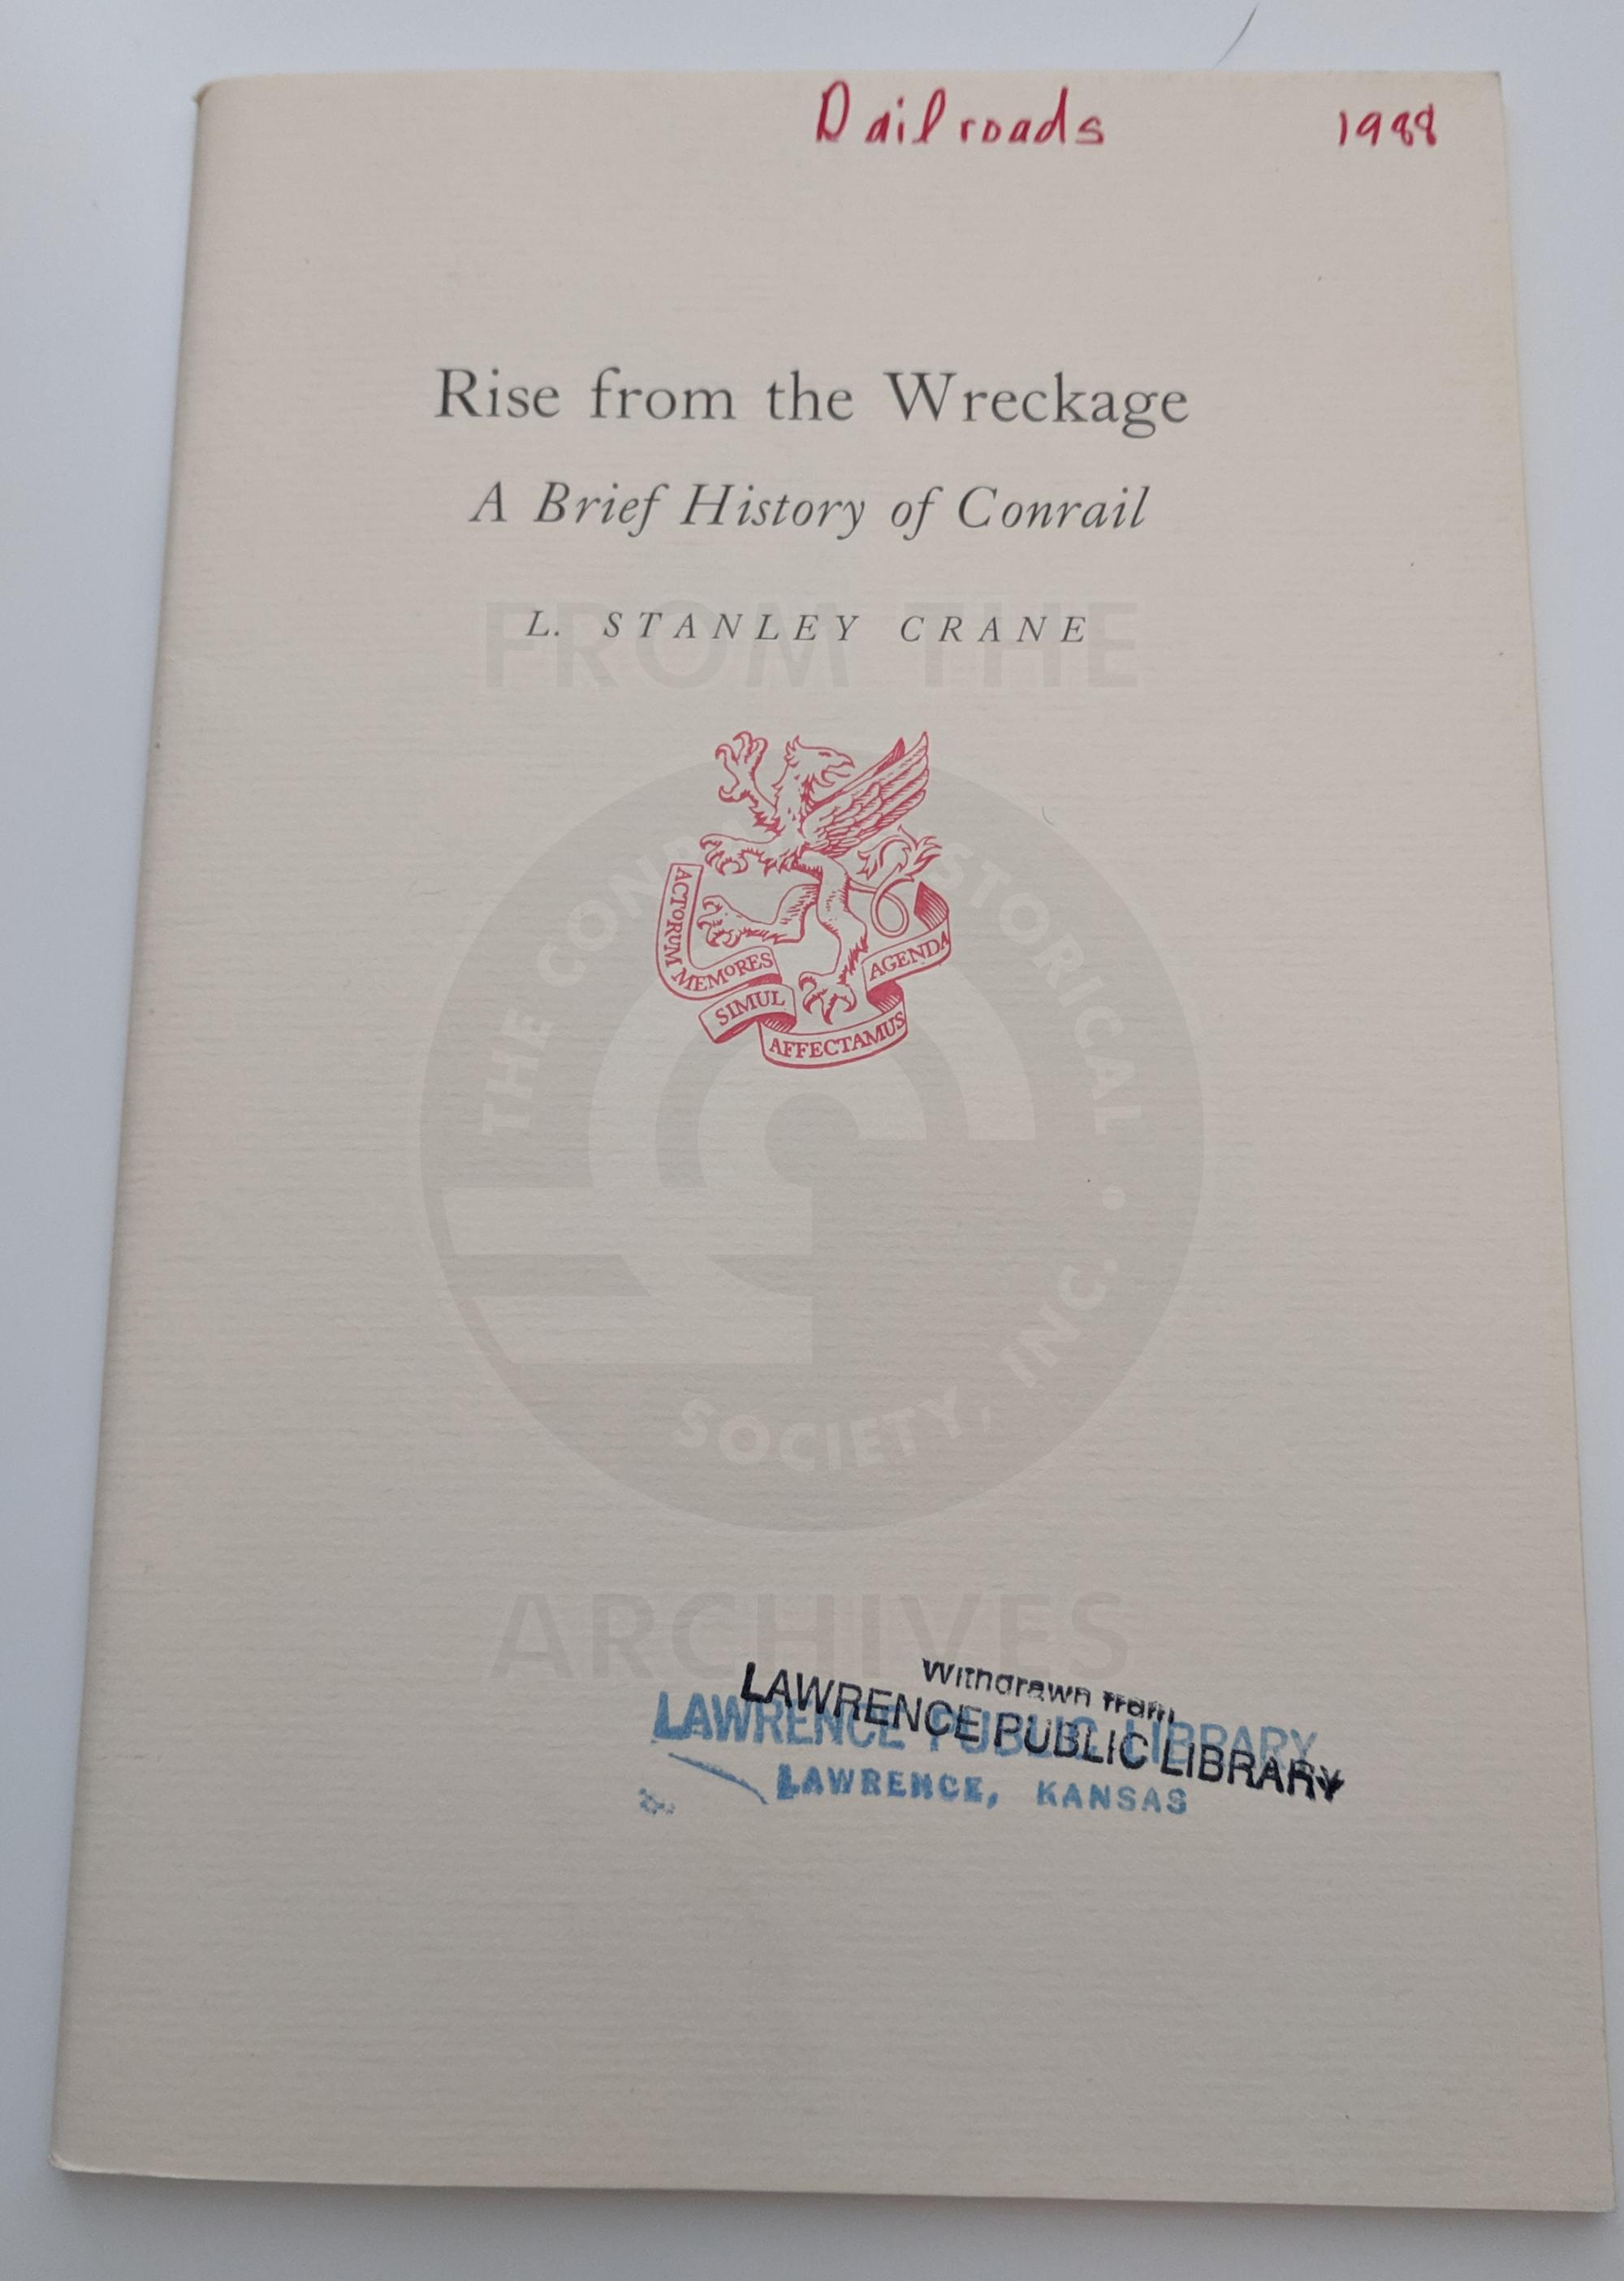 Railroads 1988
Rise from the Wreckage
A Brief History of Conrail
L. STANLEY CRANE
FROM THE
THE CONRAIL HISTORICAL
SOCIETY, INC.
ACTORUM MEMORES
SIMUL
AFFECTAMUS
AGENDA
ARCHIVES
Withdrawn from
LAWRENCE PUBLIC LIBRARY
LAWRENCE PUBLIC LIBRARY
LAWRENCE, KANSAS